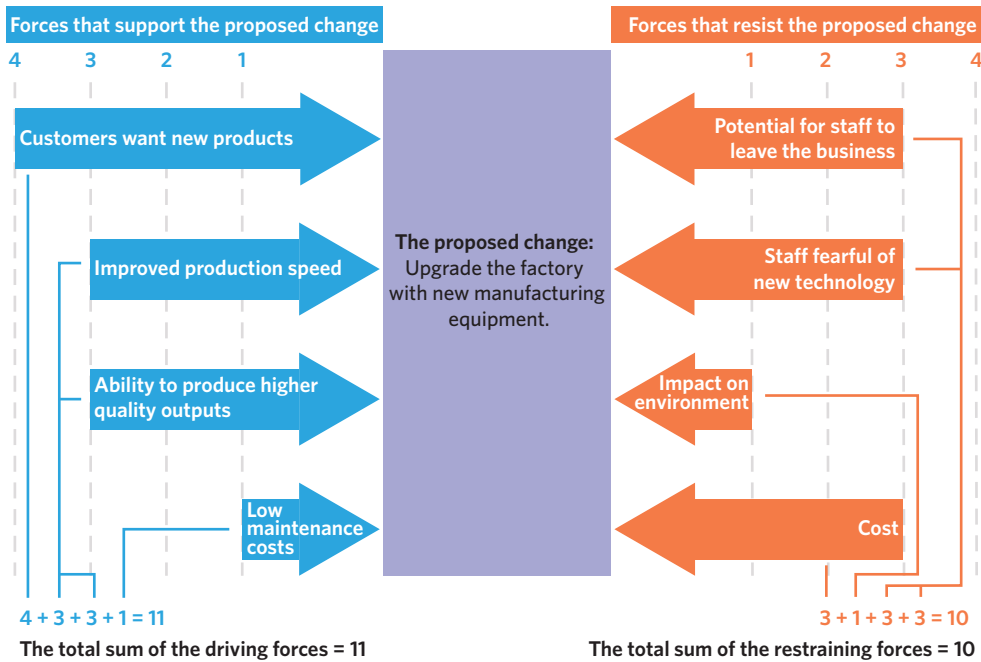 Forces that support the proposed change
4 3 2 1
Customers want new products
Improved production speed
Ability to produce higher
quality outputs
Low
maintenance
costs
4 + 3 + 3 + 1 = 11
The total sum of the driving forces = 11
The proposed change:
Upgrade the factory
with new manufacturing
equipment.
Forces that resist the proposed change
1 2 3 4
Potential for staff to
leave the business
Staff fearful of
new technology
Impact on
environment
Cost
3 + 1 + 3 + 3 = 10
The total sum of the restraining forces = 10